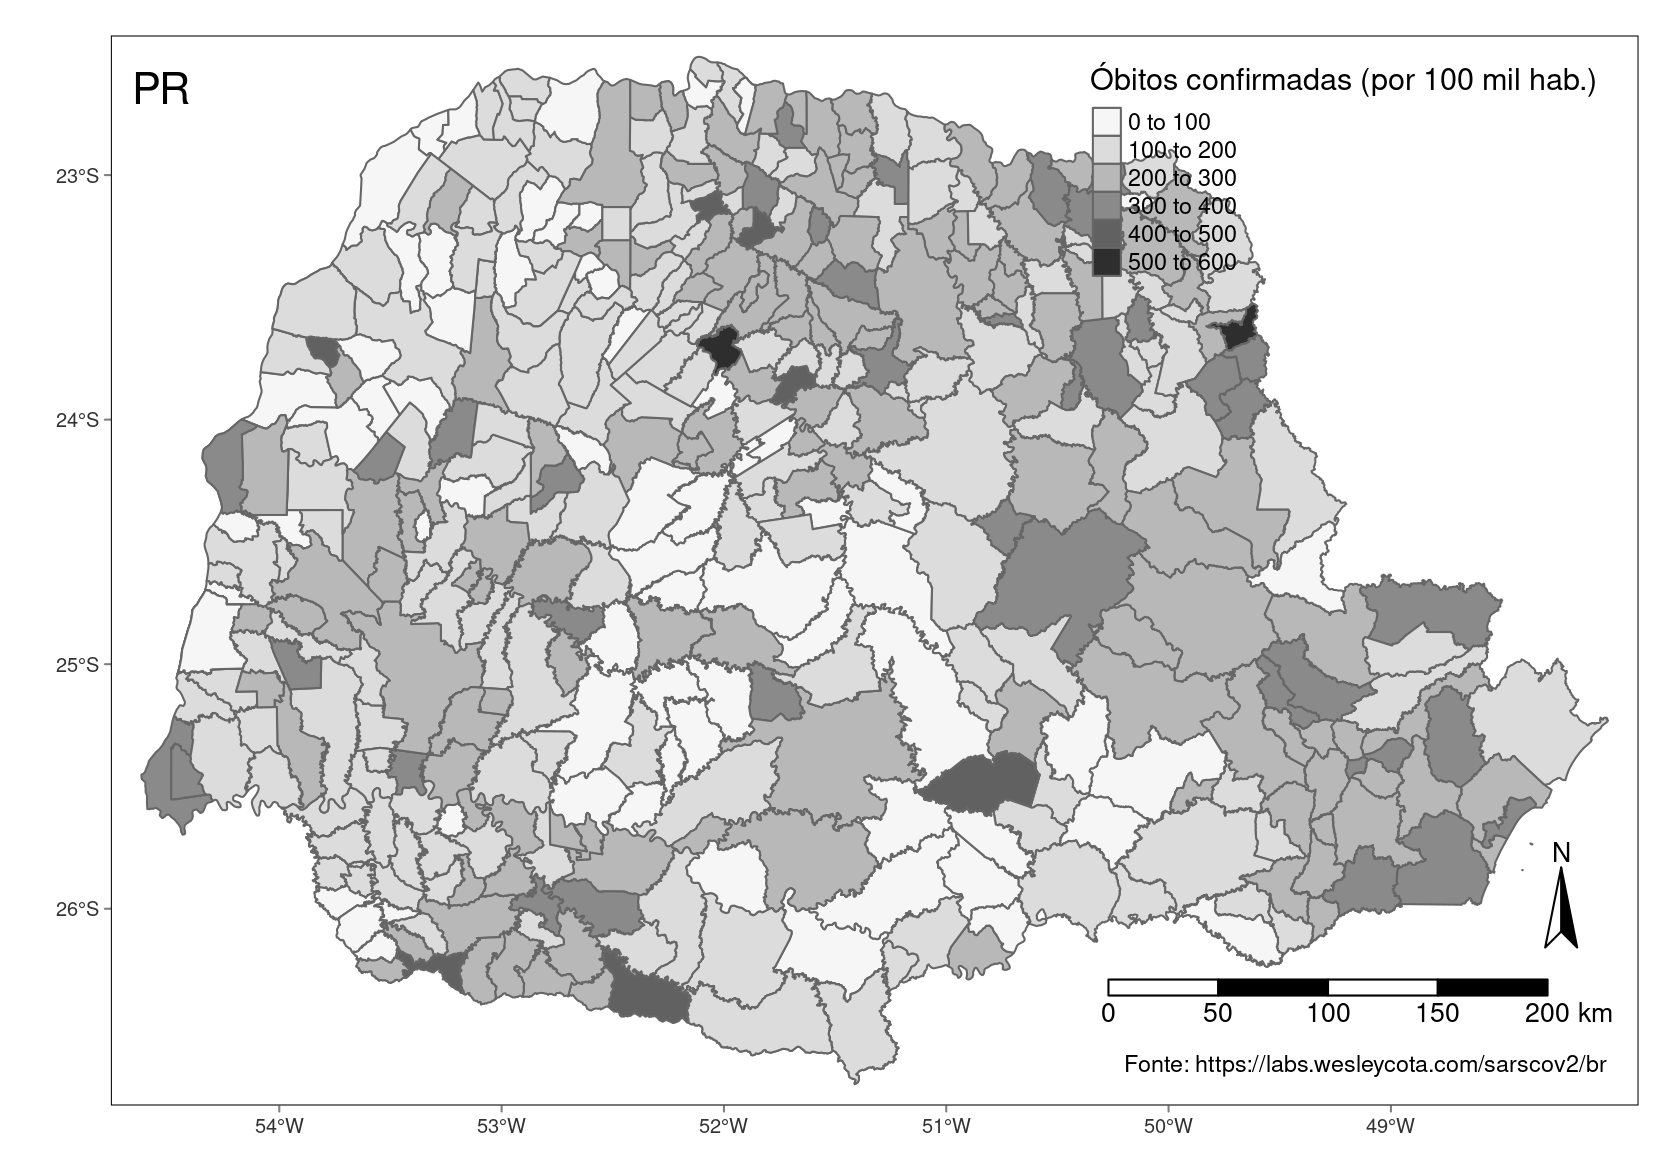 PR
Óbitos confirmadas (por 100 mil hab.)
0 to 100
100 to 200
200 to 300
300 to 400
400 to 500
500 to 600
23°S
24°S
25°S
26°S
N
0 50 100 150 200 km
Fonte: https://labs.wesleycota.com/sarscov2/br
54°W 53°W 52°W 51°W 50°W 49°W